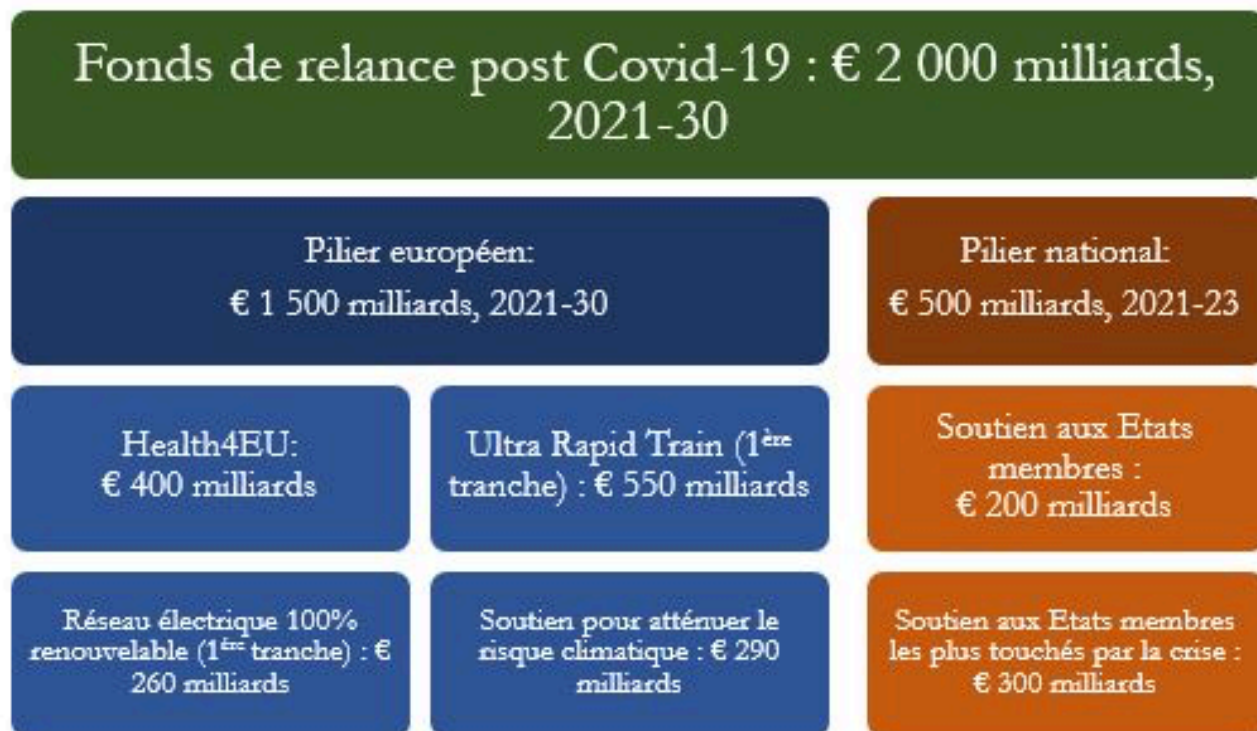 Fonds de relance post Covid-19 : € 2 000 milliards,
2021-30
Pilier européen:
€ 1 500 milliards, 2021-30
Pilier national:
€ 500 milliards, 2021-23
Health4EU:
€ 400 milliards
Ultra Rapid Train (1ère
tranche) : € 550 milliards
Soutien aux Etats
membres :
€ 200 milliards
Réseau électrique 100%
renouvelable (1ère tranche) : €
260 milliards
Soutien pour atténuer le
risque climatique : € 290
milliards
Soutien aux Etats membres
les plus touchés par la crise :
€ 300 milliards